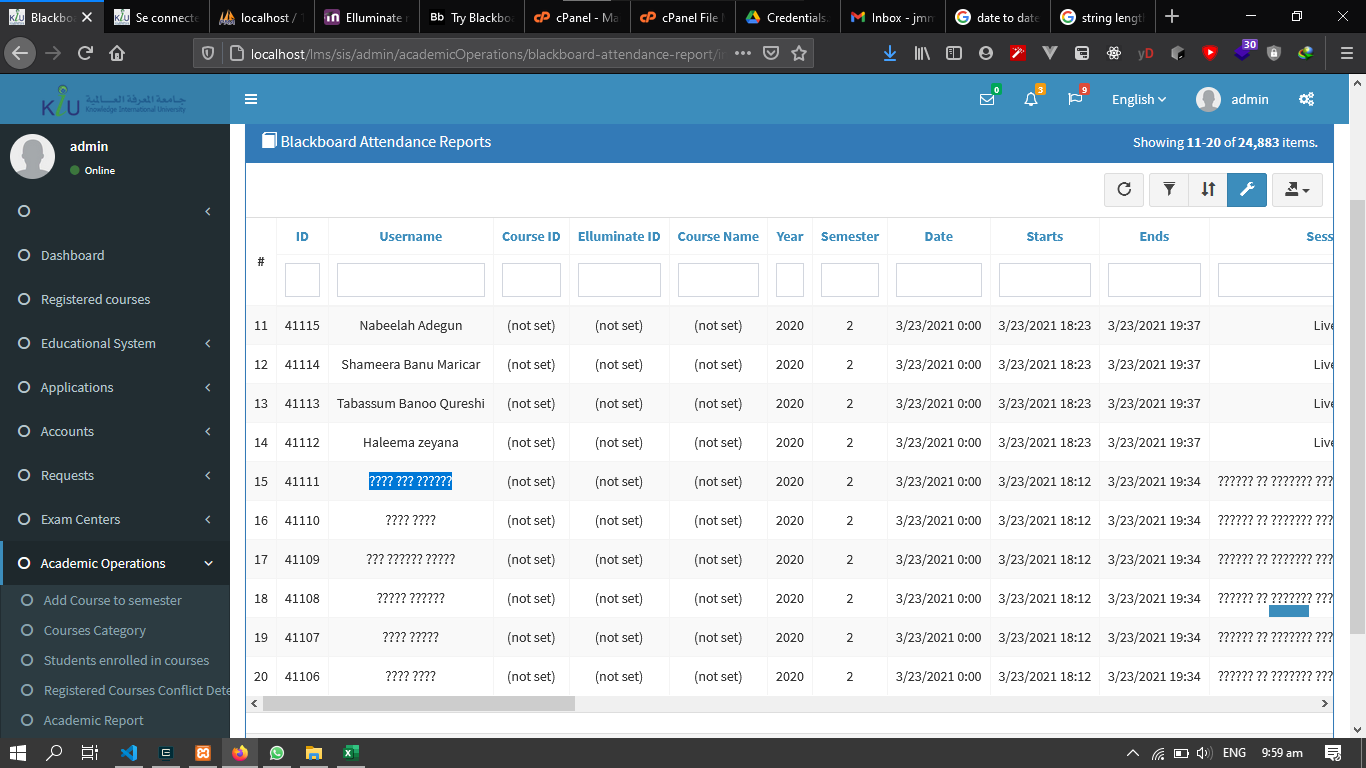 Blackboa
Se connecte
localhost / 1
Elluminate r
Try Blackbo
cPanel - Ma
cPanel File M
Credentials.
Inbox - jmm
date to date
string lengtl
localhost/lms/sis/admin/academicOperations/blackboard-attendance-report/in
yD
30
KIU جامعة المعرفة العالمية
Knowledge International University
0
3
9
English
admin
admin
Online
Dashboard
Registered courses
Educational System
Applications
Accounts
Requests
Exam Centers
Academic Operations
Add Course to semester
Courses Category
Students enrolled in courses
Registered Courses Conflict Dete
Academic Report
Blackboard Attendance Reports
Showing 11-20 of 24,883 items.
# ID Username Course ID Elluminate ID Course Name Year Semester Date Starts Ends Sess
11 41115 Nabeelah Adegun (not set) (not set) (not set) 2020 2 3/23/2021 0:00 3/23/2021 18:23 3/23/2021 19:37 Live
12 41114 Shameera Banu Maricar (not set) (not set) (not set) 2020 2 3/23/2021 0:00 3/23/2021 18:23 3/23/2021 19:37 Live
13 41113 Tabassum Banoo Qureshi (not set) (not set) (not set) 2020 2 3/23/2021 0:00 3/23/2021 18:23 3/23/2021 19:37 Live
14 41112 Haleema zeyana (not set) (not set) (not set) 2020 2 3/23/2021 0:00 3/23/2021 18:23 3/23/2021 19:37 Live
15 41111 ???? ??? ?????? (not set) (not set) (not set) 2020 2 3/23/2021 0:00 3/23/2021 18:12 3/23/2021 19:34 ?????? ?? ??????? ???
16 41110 ???? ???? (not set) (not set) (not set) 2020 2 3/23/2021 0:00 3/23/2021 18:12 3/23/2021 19:34 ?????? ?? ??????? ???
17 41109 ??? ?????? ????? (not set) (not set) (not set) 2020 2 3/23/2021 0:00 3/23/2021 18:12 3/23/2021 19:34 ?????? ?? ??????? ???
18 41108 ????? ?????? (not set) (not set) (not set) 2020 2 3/23/2021 0:00 3/23/2021 18:12 3/23/2021 19:34 ?????? ?? ??????? ???
19 41107 ???? ????? (not set) (not set) (not set) 2020 2 3/23/2021 0:00 3/23/2021 18:12 3/23/2021 19:34 ?????? ?? ??????? ???
20 41106 ???? ???? (not set) (not set) (not set) 2020 2 3/23/2021 0:00 3/23/2021 18:12 3/23/2021 19:34 ?????? ?? ??????? ???
ENG
9:59 am